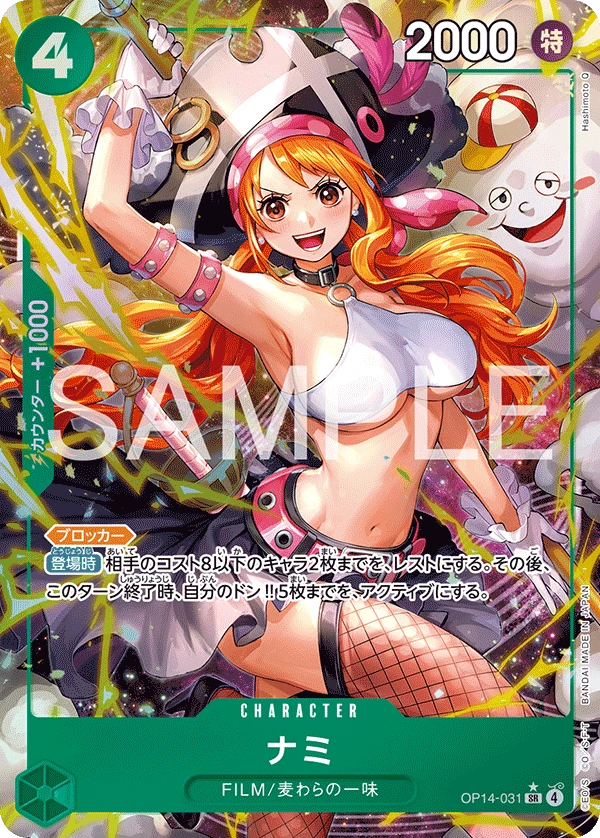 4
2000
特
Hashimoto Q
カウンター +1000
SAMPLE
ブロッカー
登場時 相手のコスト8以下のキャラ2枚までを、レストにする。その後、
このターン終了時、自分のドン!!5枚までを、アクティブにする。
CHARACTER
ナミ
FILM/麦わらの一味
OP14-031 SR 4
BANDAI MADE IN JAPAN